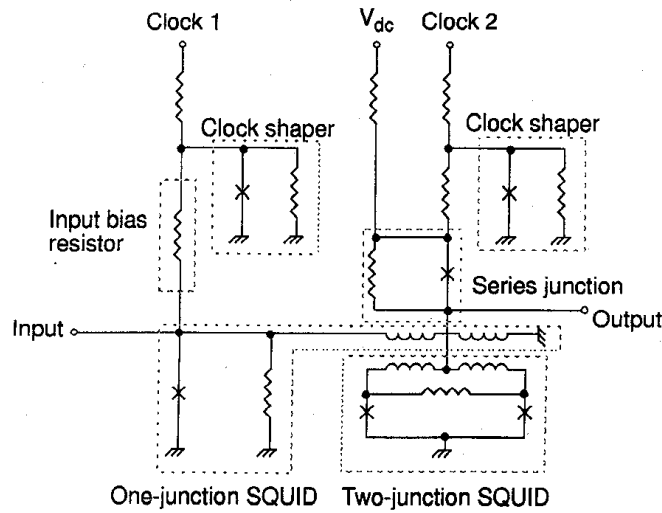 Clock 1
Vdc
Clock 2
Clock shaper
Clock shaper
Input bias
resistor
Series junction
Input
Output
One-junction SQUID
Two-junction SQUID